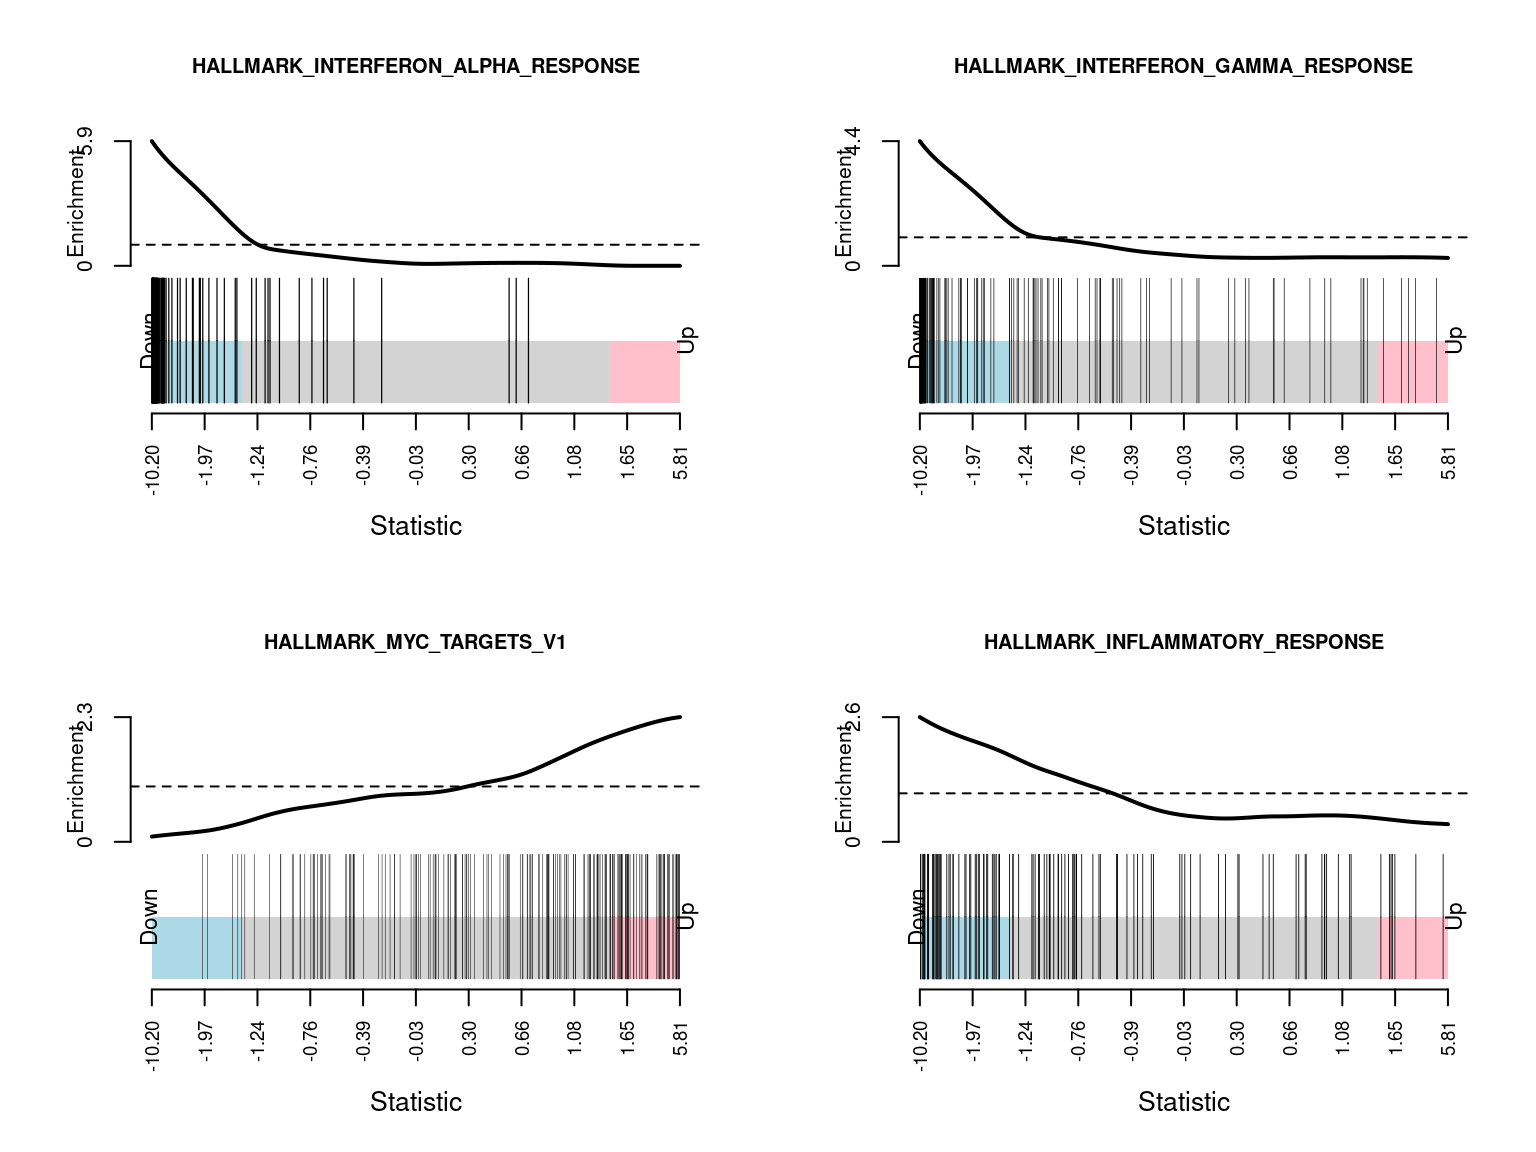 HALLMARK_INTERFERON_ALPHA_RESPONSE
5.9
Enrichment
0
Down
Up
-10.20 -1.97 -1.24 -0.76 -0.39 -0.03 0.30 0.66 1.08 1.65 5.81
Statistic
HALLMARK_INTERFERON_GAMMA_RESPONSE
4.4
Enrichment
0
Down
Up
-10.20 -1.97 -1.24 -0.76 -0.39 -0.03 0.30 0.66 1.08 1.65 5.81
Statistic
HALLMARK_MYC_TARGETS_V1
2.3
Enrichment
0
Down
Up
-10.20 -1.97 -1.24 -0.76 -0.39 -0.03 0.30 0.66 1.08 1.65 5.81
Statistic
HALLMARK_INFLAMMATORY_RESPONSE
2.6
Enrichment
0
Down
Up
-10.20 -1.97 -1.24 -0.76 -0.39 -0.03 0.30 0.66 1.08 1.65 5.81
Statistic